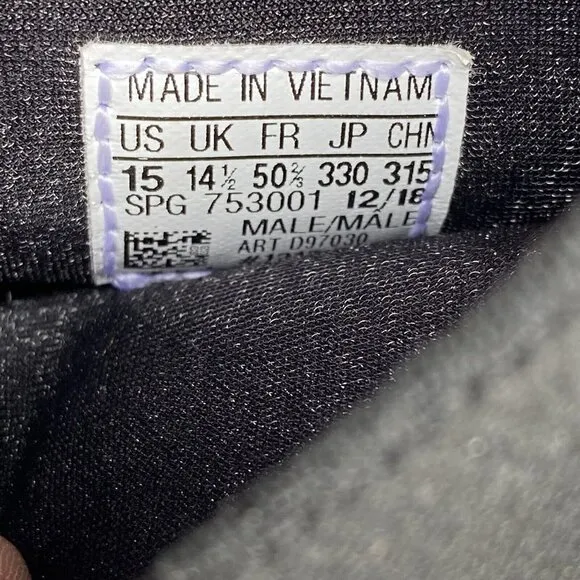 MADE IN VIETNAM
US UK FR JP CHN
15 14½ 50⅔ 330 315
SPG 753001 12/18
MALE/MALE
ART D97030